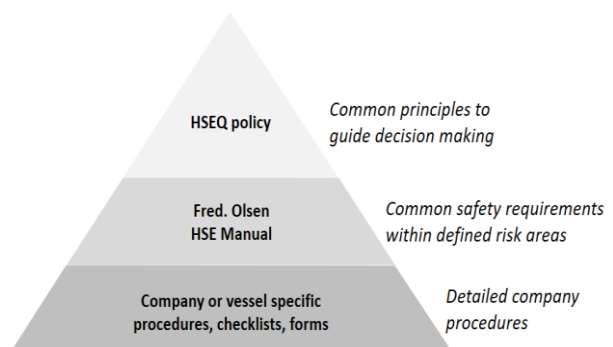 HSEQ policy
Common principles to
guide decision making
Fred. Olsen
HSE Manual
Common safety requirements
within defined risk areas
Company or vessel specific
procedures, checklists, forms
Detailed company
procedures